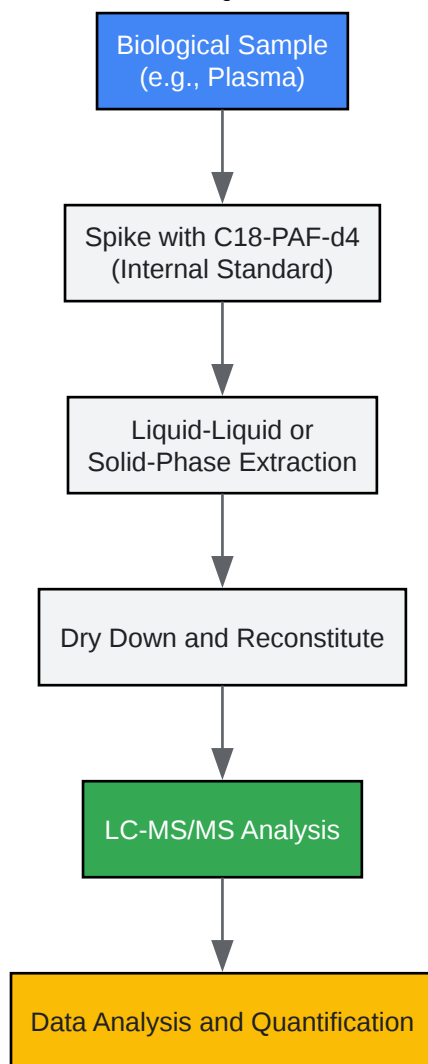 Biological Sample
(e.g., Plasma)
Spike with C18-PAF-d4
(Internal Standard)
Liquid-Liquid or
Solid-Phase Extraction
Dry Down and Reconstitute
LC-MS/MS Analysis
Data Analysis and Quantification